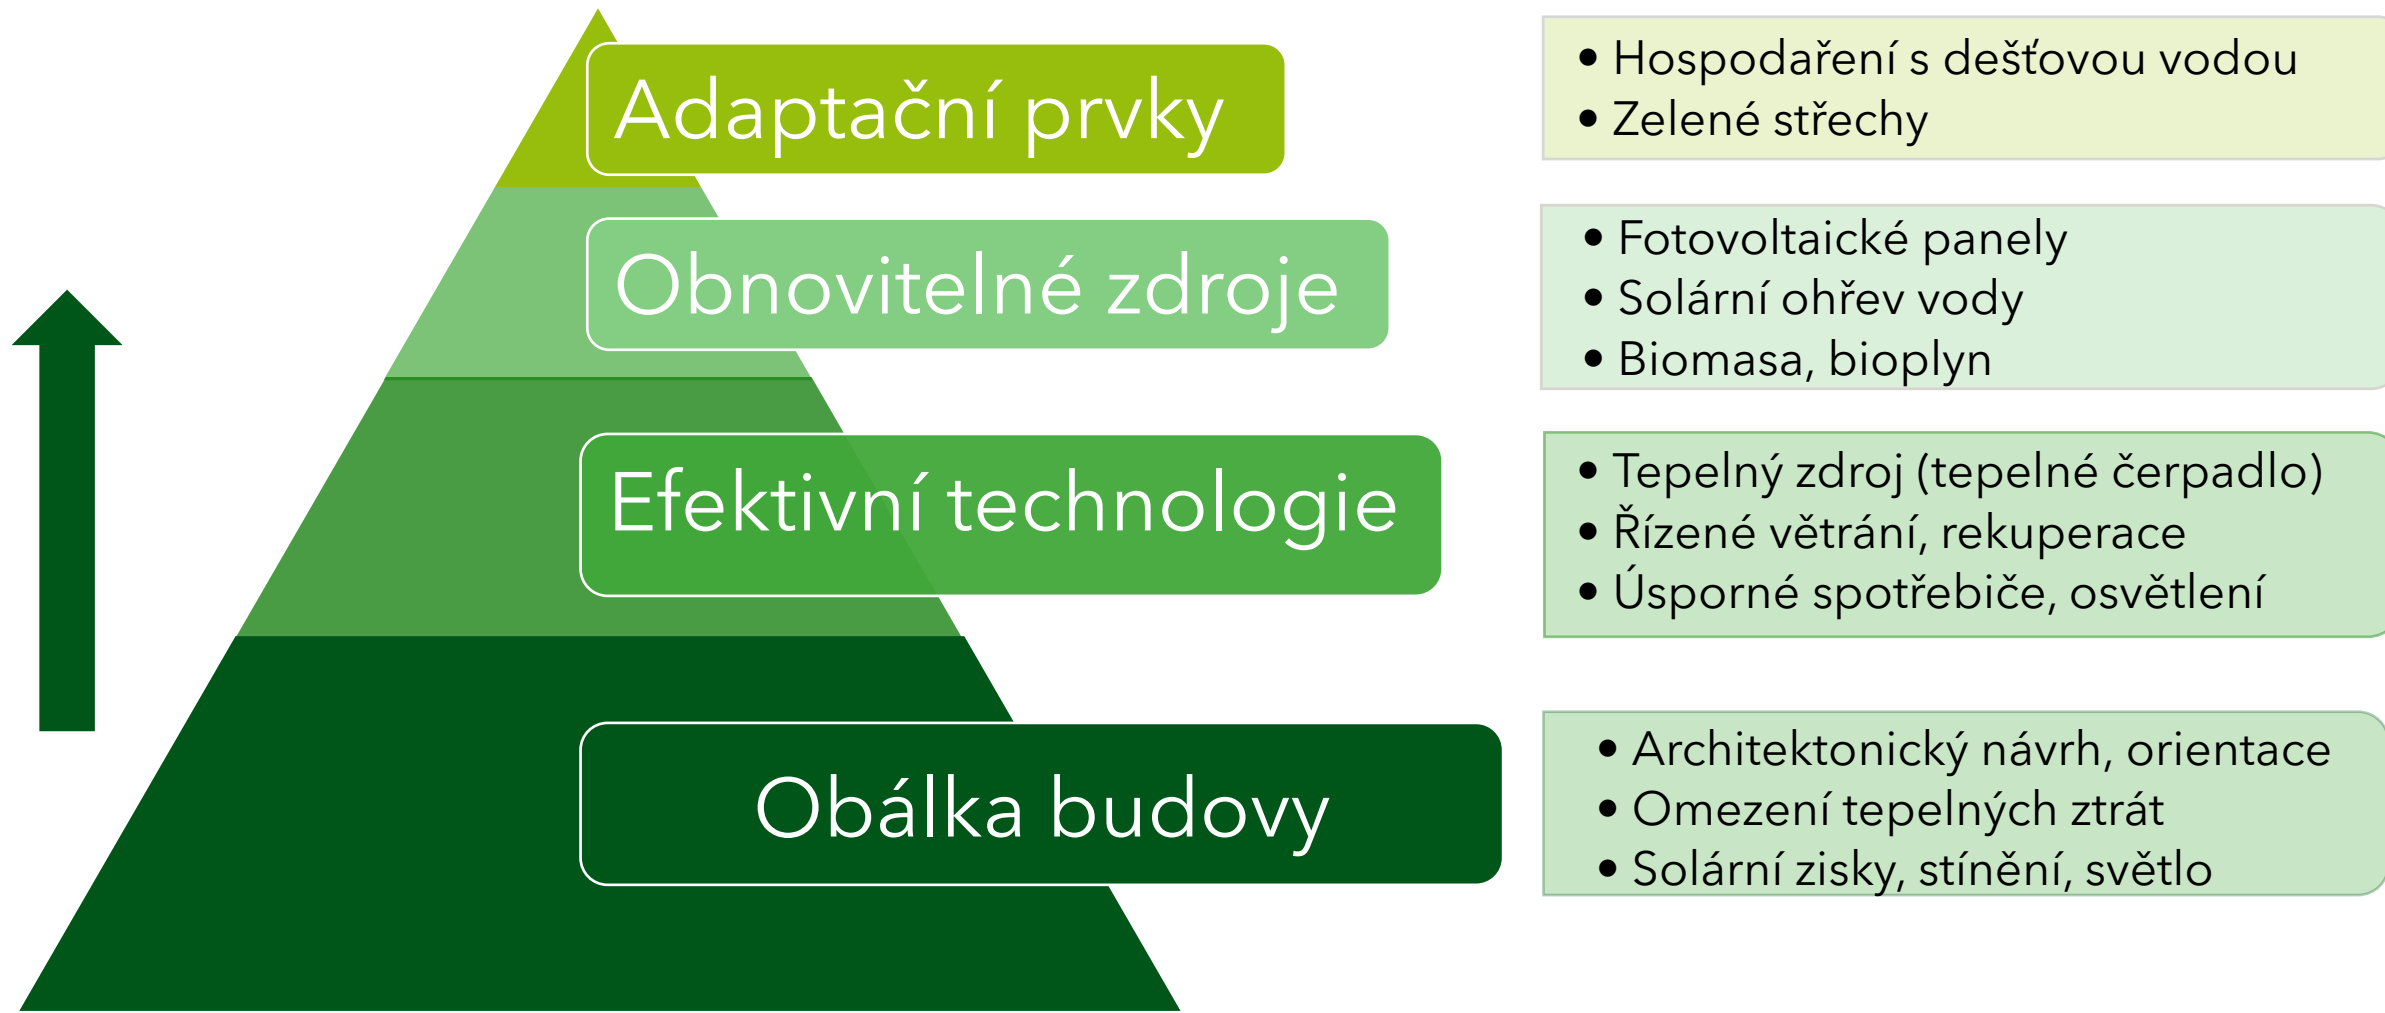 Adaptační prvky
• Hospodaření s dešťovou vodou
• Zelené střechy
Obnovitelné zdroje
• Fotovoltaické panely
• Solární ohřev vody
• Biomasa, bioplyn
Efektivní technologie
• Tepelný zdroj (tepelné čerpadlo)
• Řízené větrání, rekuperace
• Úsporné spotřebiče, osvětlení
Obálka budovy
• Architektonický návrh, orientace
• Omezení tepelných ztrát
• Solární zisky, stínění, světlo